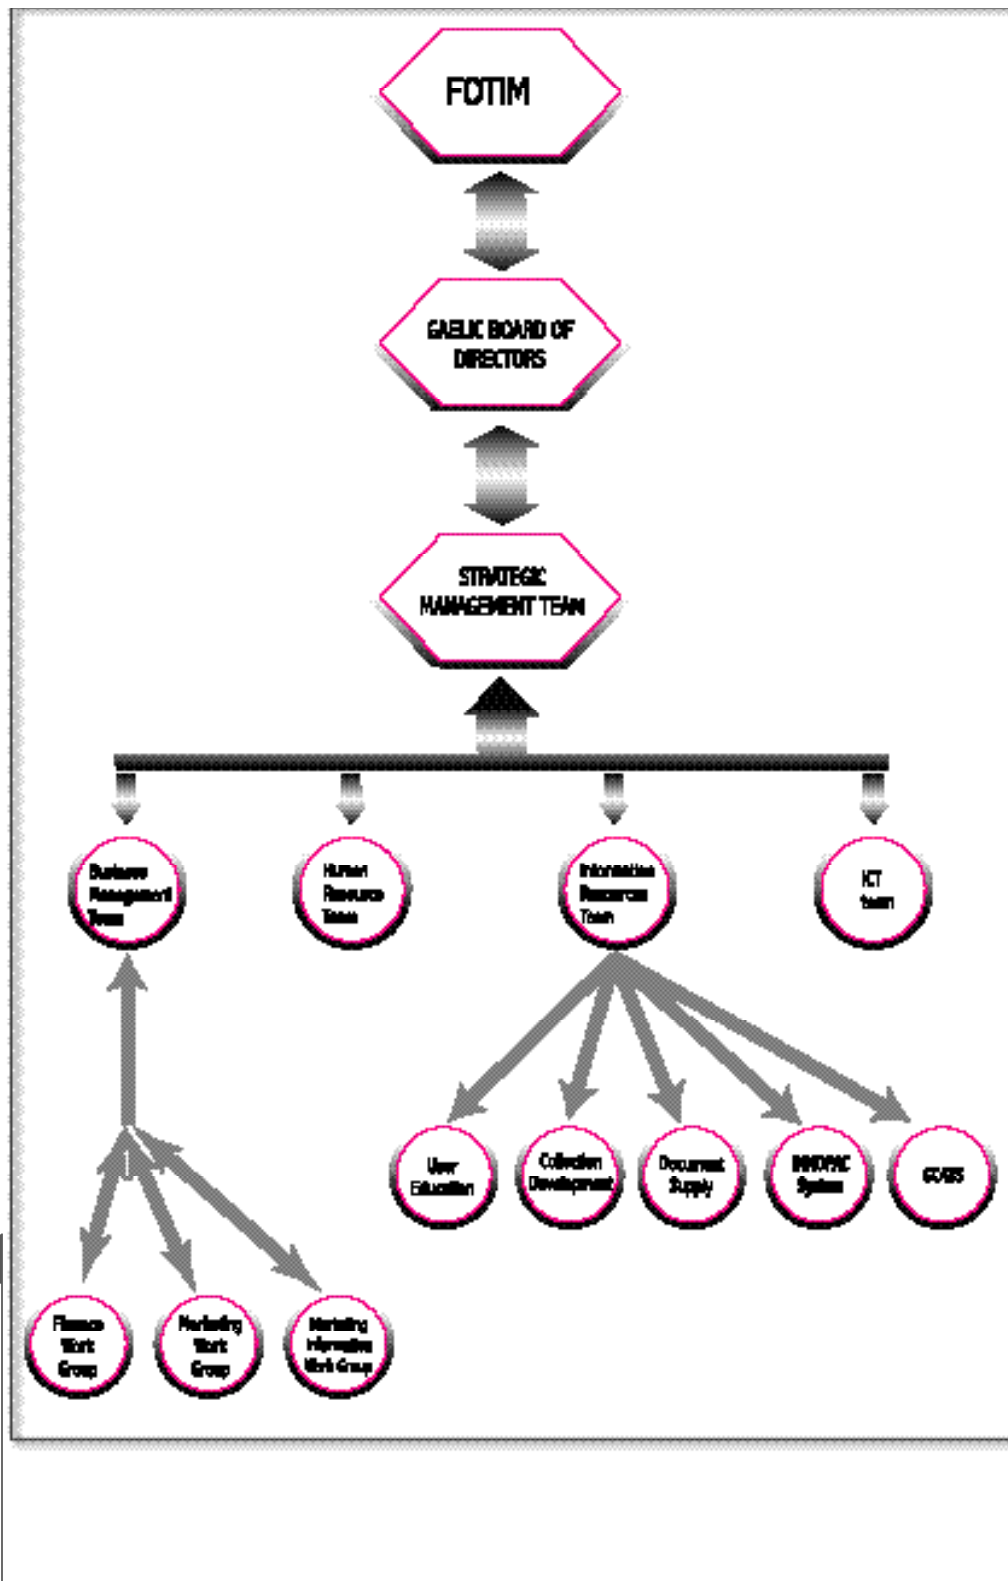 FOTIM
GAELIC BOARD OF
DIRECTORS
STRATEGIC
MANAGEMENT TEAM
Business
Management
Team
Human
Resource
Team
Information
Resources
Team
ICT
team
User
Education
Collection
Development
Document
Supply
INNOPAC
System
Finance
Work
Group
Marketing
Work
Group
Marketing
Information
Work Group